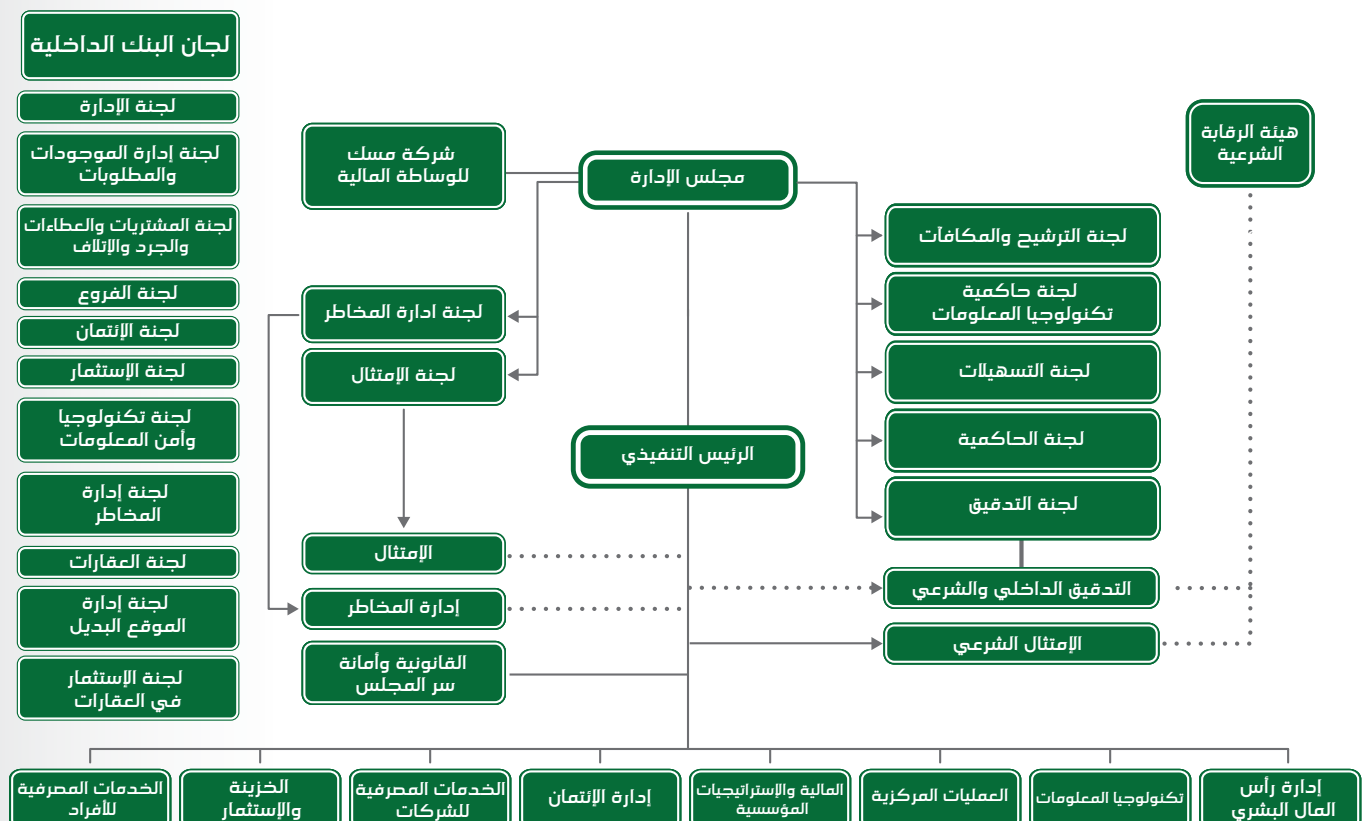 لجان البنك الداخلية
لجنة الإدارة
لجنة إدارة الموجودات
والمطلوبات
لجنة المشتريات والعطاءات
والجرد والإتلاف
لجنة الفروع
لجنة الإئتمان
لجنة الإستثمار
لجنة تكنولوجيا
وأمن المعلومات
لجنة إدارة
المخاطر
لجنة العقارات
لجنة إدارة
الموقع البديل
لجنة الإستثمار
في العقارات
هيئة الرقابة
الشرعية
مجلس الإدارة
شركة مسك
للوساطة المالية
لجنة الترشيح والمكافآت
لجنة حاكمية
تكنولوجيا المعلومات
لجنة التسهيلات
لجنة الحاكمية
لجنة التدقيق
التدقيق الداخلي والشرعي
الإمتثال الشرعي
لجنة ادارة المخاطر
لجنة الإمتثال
الرئيس التنفيذي
الإمتثال
إدارة المخاطر
القانونية وأمانة
سر المجلس
إدارة رأس
المال البشري
تكنولوجيا المعلومات
العمليات المركزية
المالية والإستراتيجيات
المؤسسية
إدارة الإئتمان
الخدمات المصرفية
للشركات
الخزينة
والإستثمار
الخدمات المصرفية
للأفراد